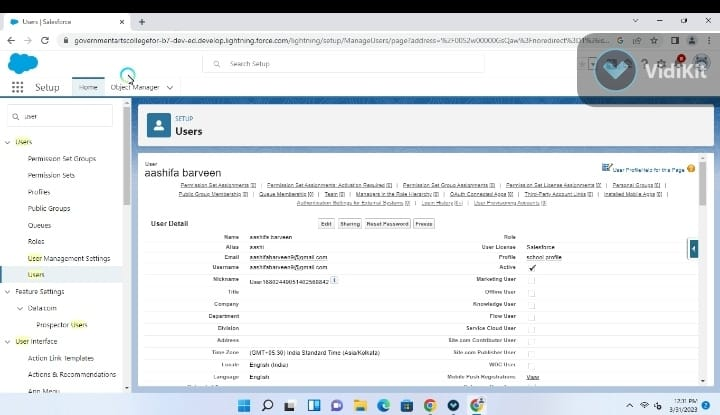 Users | Salesforce
governmentartscollegefor-b7-dev-ed.develop.lightning.force.com/lightning/setup/ManageUsers/page?address=
VidiKit
Search Setup
Setup Home Object Manager
user
SETUP
Users
Users
Permission Set Groups
Permission Sets
Profiles
Public Groups
Queues
Roles
User Management Settings
Users
Feature Settings
Data.com
Prospector Users
User Interface
Action Link Templates
Actions & Recommendations
App Menu
User
aashifa barveen
User Profile Help for this Page
Permission Set Assignments [0] | Permission Set Assignments: Activation Required [0] | Permission Set Group Assignments [0] | Permission Set License Assignments [0] | Personal Groups [0] |
Public Group Membership [0] | Queue Membership [0] | Team [0] | Managers in the Role Hierarchy [0] | OAuth Connected Apps [0] | Third-Party Account Links [0] | Installed Mobile Apps [0] |
Authentication Settings for External Systems [0] | Login History [0+] | User Provisioning Accounts [0]
User Detail Edit Sharing Reset Password Freeze
Name aashifa barveen Role
Alias aashi User License Salesforce
Email aashifabarveen9@gmail.com Profile school profile
Username aashifabarveen9@gmail.com Active
Nickname i Marketing User
Title Offline User
Company Knowledge User
Department Flow User
Division Service Cloud User
Address Site.com Contributor User
Time Zone (GMT+05:30) India Standard Time (Asia/Kolkata) Site.com Publisher User
Locale English (India) WDC User
Language English Mobile Push Registrations View
12:31 PM
3/31/2023